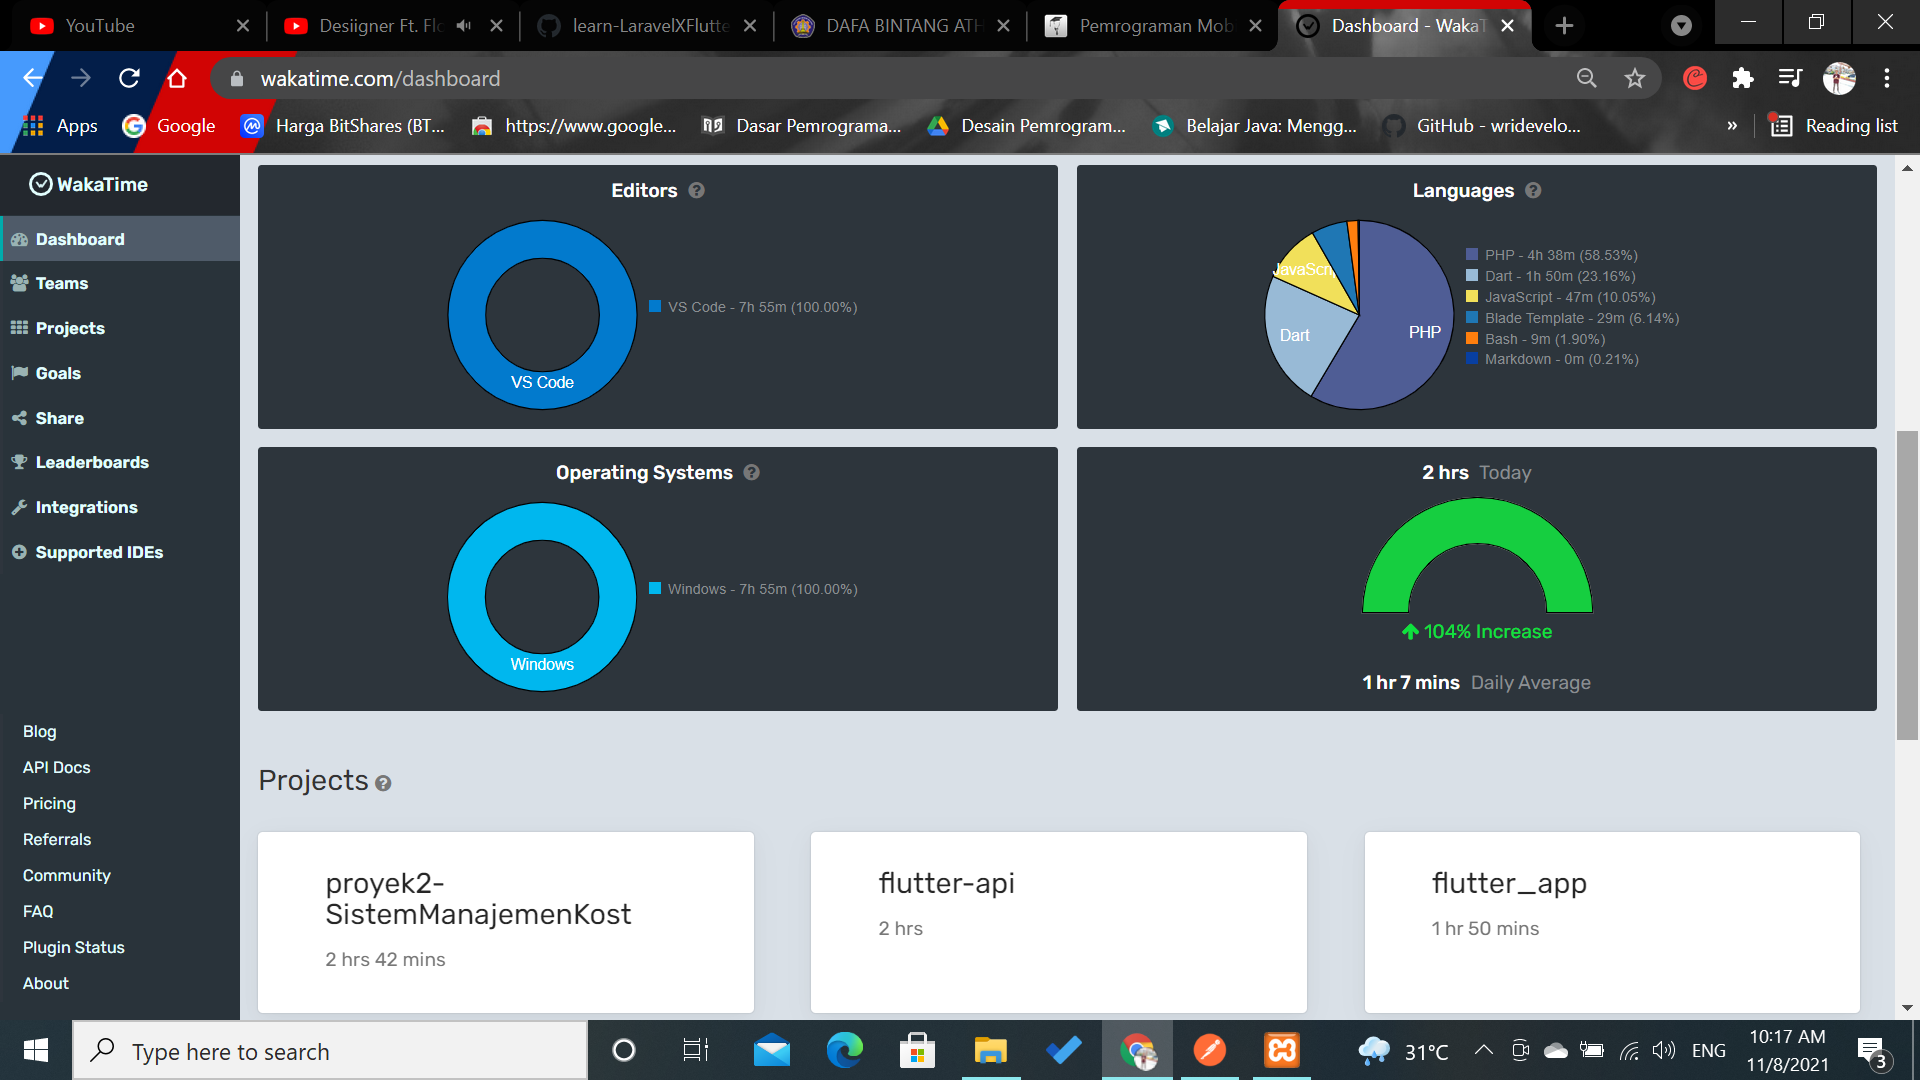 YouTube
Desiigner Ft. Flo
learn-LaravelXFlutte
DAFA BINTANG ATH
Pemrograman Mob
Dashboard - WakaT
wakatime.com/dashboard
Apps
Google
Harga BitShares (BT...
https://www.google...
Dasar Pemrograma...
Desain Pemrogram...
Belajar Java: Mengg...
GitHub - wridevelo...
»
Reading list
WakaTime
Dashboard
Teams
Projects
Goals
Share
Leaderboards
Integrations
Supported IDEs
Blog
API Docs
Pricing
Referrals
Community
FAQ
Plugin Status
About
Editors ?
VS Code
VS Code - 7h 55m (100.00%)
Languages ?
JavaScri
Dart
PHP
PHP - 4h 38m (58.53%)
Dart - 1h 50m (23.16%)
JavaScript - 47m (10.05%)
Blade Template - 29m (6.14%)
Bash - 9m (1.90%)
Markdown - 0m (0.21%)
Operating Systems ?
Windows
Windows - 7h 55m (100.00%)
2 hrs Today
104% Increase
1 hr 7 mins Daily Average
Projects ?
proyek2-
SistemManajemenKost
2 hrs 42 mins
flutter-api
2 hrs
flutter_app
1 hr 50 mins
Type here to search
31°C
ENG
10:17 AM
11/8/2021
3